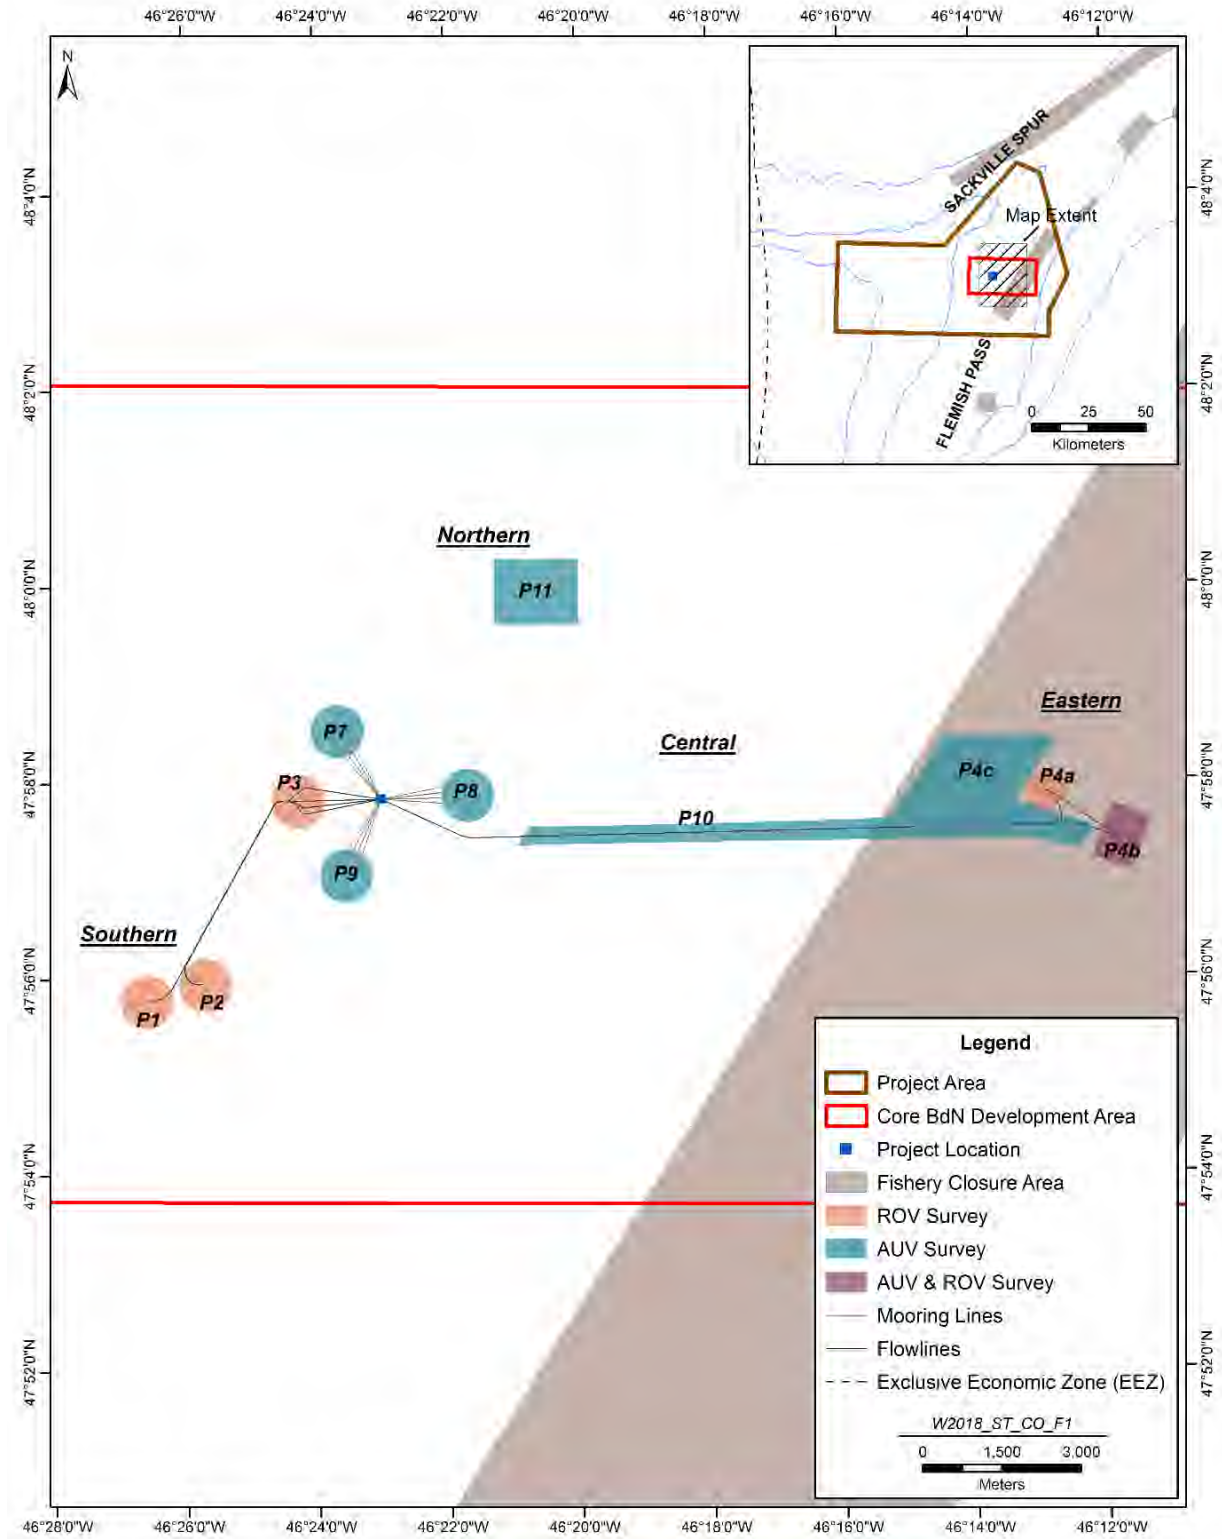 46°26'0"W 46°24'0"W 46°22'0"W 46°20'0"W 46°18'0"W 46°16'0"W 46°14'0"W 46°12'0"W
N
SACKVILLE SPUR
Map Extent
FLEMISH PASS
0 25 50
Kilometers
48°4'0"N
48°4'0"N
48°2'0"N
48°2'0"N
Northern
P11
48°0'0"N
48°0'0"N
Eastern
P7
Central
P4c
P4a
P3
P8
47°58'0"N
47°58'0"N
P10
P4b
P9
Southern
47°56'0"N
47°56'0"N
P2
P1
Legend
Project Area
Core BdN Development Area
Project Location
Fishery Closure Area
ROV Survey
AUV Survey
AUV & ROV Survey
Mooring Lines
Flowlines
Exclusive Economic Zone (EEZ)
W2018_ST_CO_F1
0 1,500 3,000
Meters
47°54'0"N
47°54'0"N
47°52'0"N
47°52'0"N
46°28'0"W 46°26'0"W 46°24'0"W 46°22'0"W 46°20'0"W 46°18'0"W 46°16'0"W 46°14'0"W 46°12'0"W